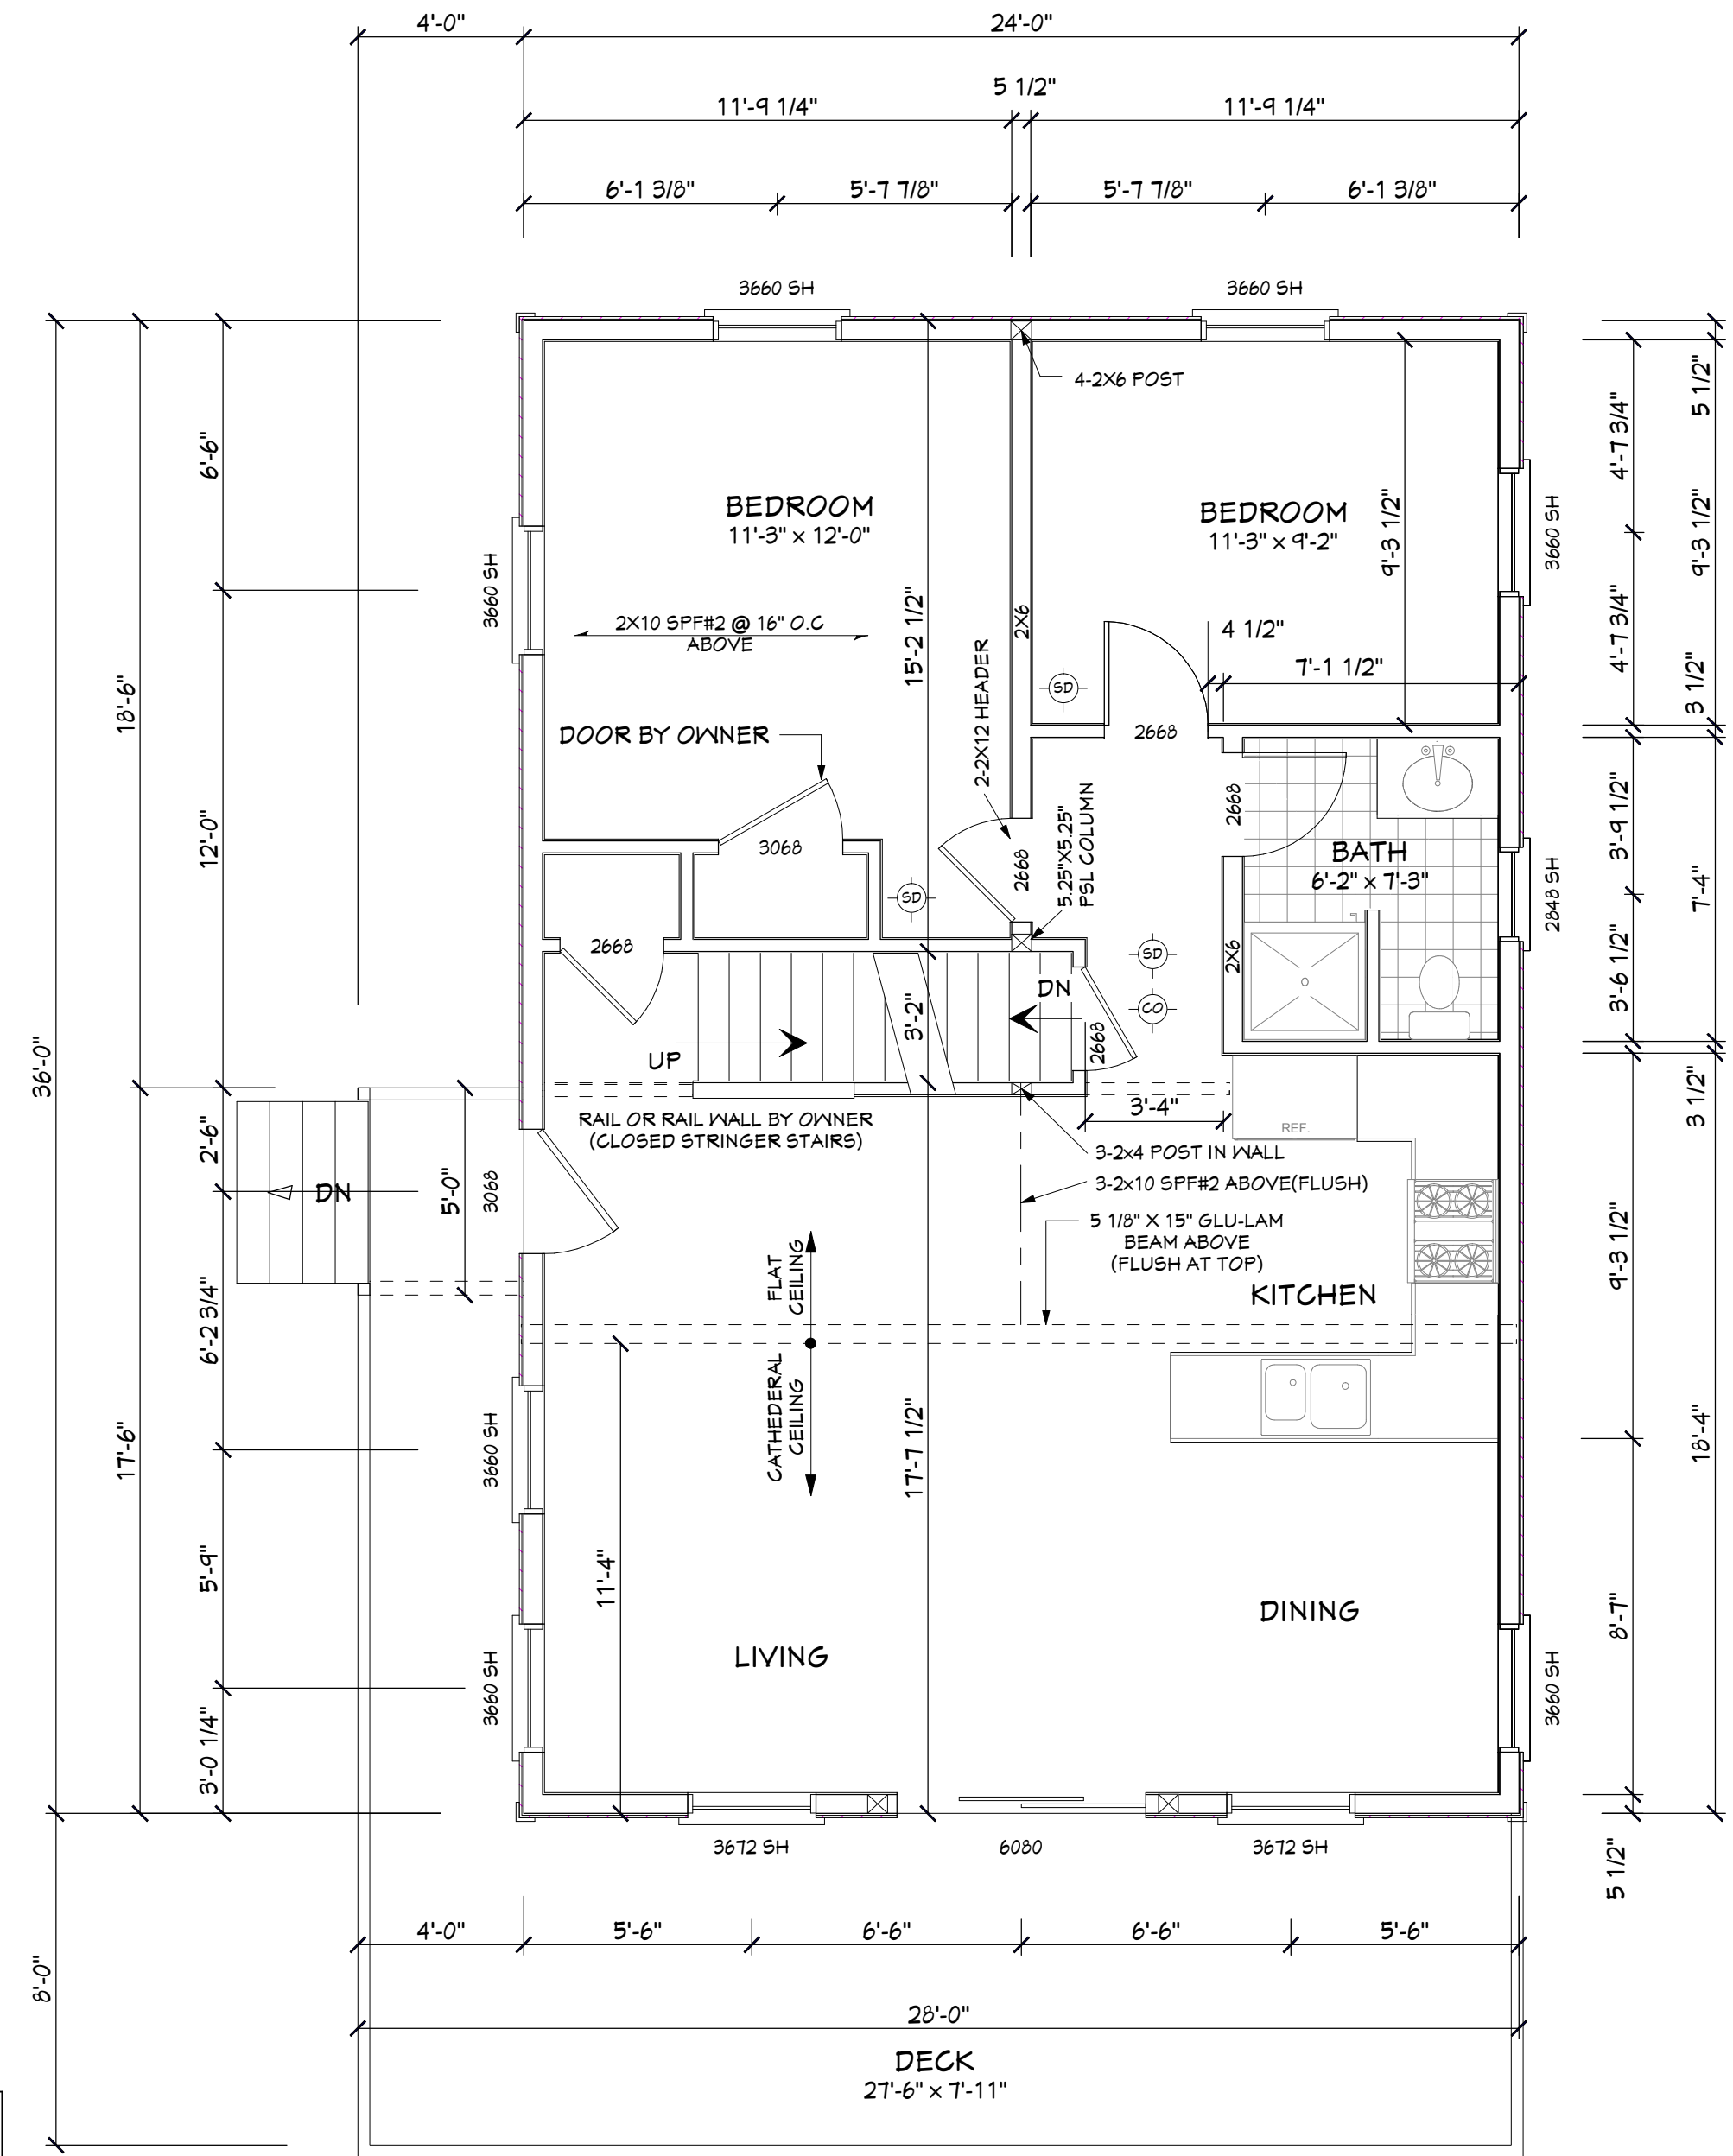 4'-0"
24'-0"
5 1/2"
11'-9 1/4"
11'-9 1/4"
6'-1 3/8"
5'-7 7/8"
5'-7 7/8"
6'-1 3/8"
3660 SH
3660 SH
4-2X6 POST
36'-0"
8'-0"
18'-6"
17'-6"
6'-6"
12'-0"
2'-6"
6'-2 3/4"
5'-9"
3'-0 1/4"
5'-0"
3660 SH
BEDROOM
11'-3" x 12'-0"
2X10 SPF#2 @ 16" O.C
ABOVE
15'-2 1/2"
BEDROOM
11'-3" x 9'-2"
9'-3 1/2"
2X6
4 1/2"
7'-1 1/2"
SD
2668
2-2X12 HEADER
DOOR BY OWNER
3068
2668
SD
2668
5.25"X5.25"
PSL COLUMN
2668
BATH
6'-2" x 7'-3"
SD
CO
2X6
DN
2668
UP
3'-2"
3'-4"
RAIL OR RAIL WALL BY OWNER
(CLOSED STRINGER STAIRS)
REF.
3-2x4 POST IN WALL
3-2x10 SPF#2 ABOVE(FLUSH)
5 1/8" X 15" GLU-LAM
BEAM ABOVE
(FLUSH AT TOP)
DN
3068
FLAT
CEILING
CATHEDERAL
CEILING
KITCHEN
17'-7 1/2"
11'-4"
LIVING
DINING
3660 SH
3660 SH
3660 SH
2848 SH
3660 SH
4'-7 3/4"
4'-7 3/4"
3'-9 1/2"
3'-6 1/2"
9'-3 1/2"
8'-7"
5 1/2"
5 1/2"
9'-3 1/2"
3 1/2"
7'-4"
3 1/2"
18'-4"
3672 SH
6080
3672 SH
4'-0"
5'-6"
6'-6"
6'-6"
5'-6"
28'-0"
DECK
27'-6" x 7'-11"